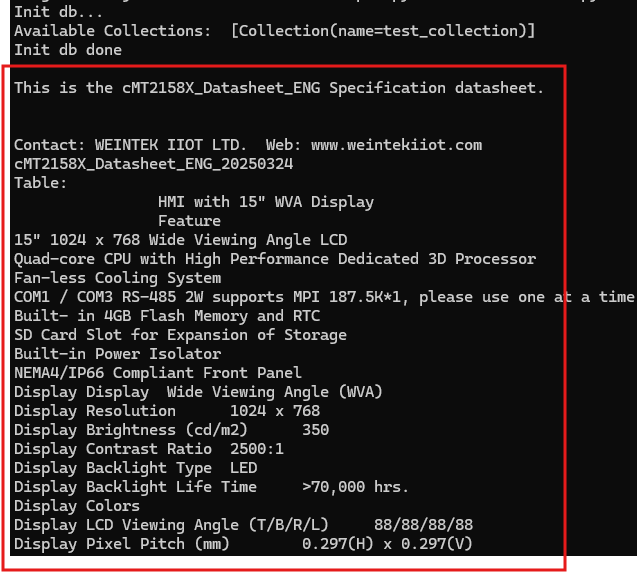 Init db...
Available Collections:  [Collection(name=test_collection)]
Init db done
This is the cMT2158X_Datasheet_ENG Specification datasheet.
Contact: WEINTEK IIOT LTD.  Web: www.weintekiiot.com
cMT2158X_Datasheet_ENG_20250324
Table:
HMI with 15" WVA Display
Feature
15" 1024 x 768 Wide Viewing Angle LCD
Quad-core CPU with High Performance Dedicated 3D Processor
Fan-less Cooling System
COM1 / COM3 RS-485 2W supports MPI 187.5K*1, please use one at a time
Built- in 4GB Flash Memory and RTC
SD Card Slot for Expansion of Storage
Built-in Power Isolator
NEMA4/IP66 Compliant Front Panel
Display Display  Wide Viewing Angle (WVA)
Display Resolution      1024 x 768
Display Brightness (cd/m2)      350
Display Contrast Ratio  2500:1
Display Backlight Type  LED
Display Backlight Life Time     >70,000 hrs.
Display Colors
Display LCD Viewing Angle (T/B/R/L)     88/88/88/88
Display Pixel Pitch (mm)        0.297(H) x 0.297(V)